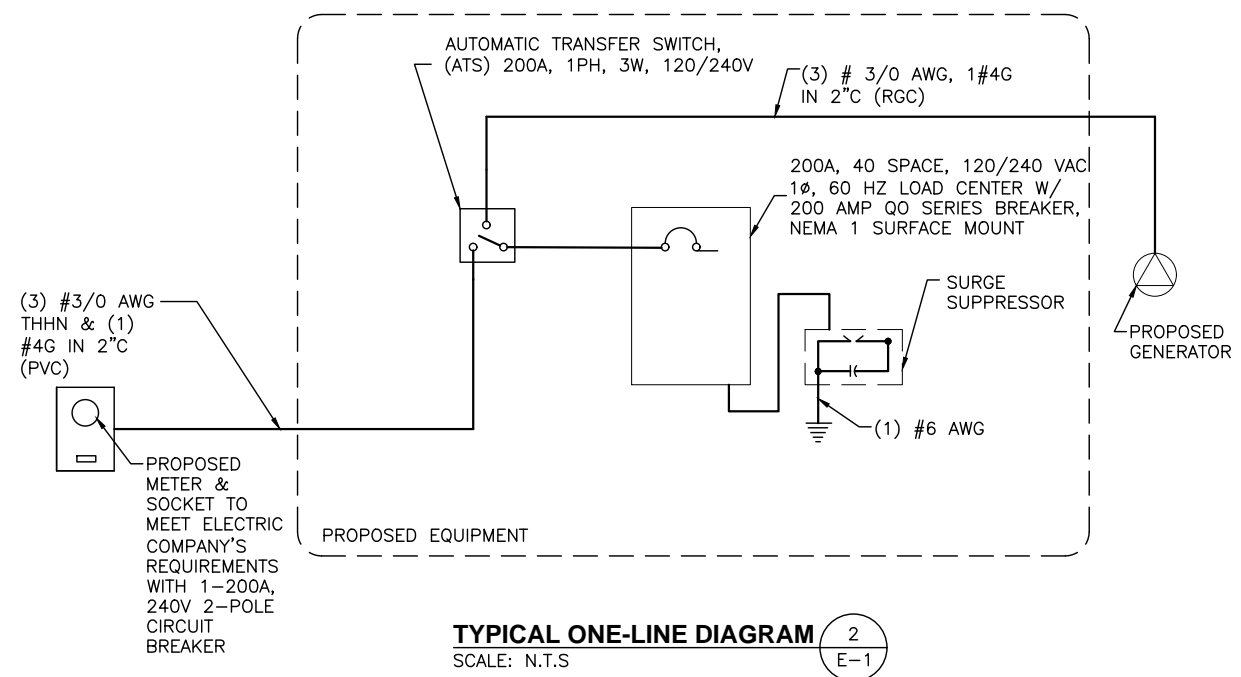 AUTOMATIC TRANSFER SWITCH,
(ATS) 200A, 1PH, 3W, 120/240V
(3) # 3/0 AWG, 1#4G
IN 2"C (RGC)
200A, 40 SPACE, 120/240 VAC
1ø, 60 HZ LOAD CENTER W/
200 AMP QO SERIES BREAKER,
NEMA 1 SURFACE MOUNT
SURGE
SUPPRESSOR
PROPOSED
GENERATOR
(3) #3/0 AWG
THHN & (1)
#4G IN 2"C
(PVC)
(1) #6 AWG
PROPOSED
METER &
SOCKET TO
MEET ELECTRIC
COMPANY'S
REQUIREMENTS
WITH 1-200A,
240V 2-POLE
CIRCUIT
BREAKER
PROPOSED EQUIPMENT
TYPICAL ONE-LINE DIAGRAM
SCALE: N.T.S
2
E-1